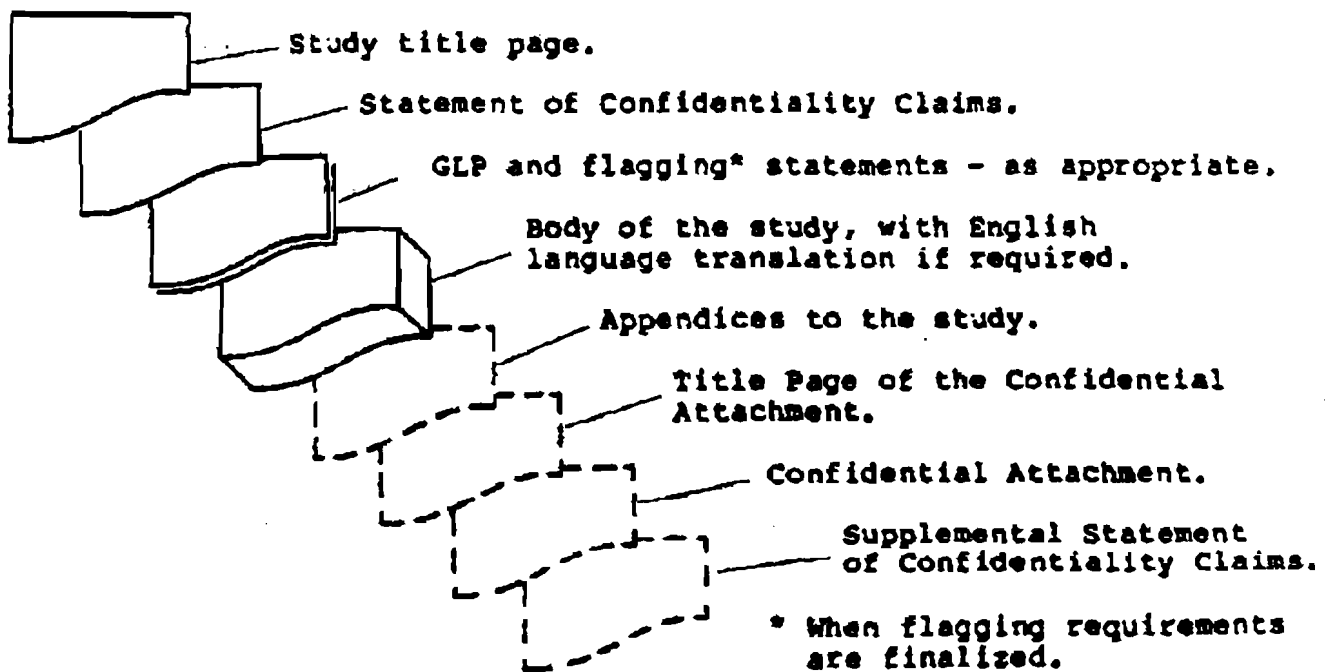 Study title page.
Statement of Confidentiality Claims.
GLP and flagging* statements - as appropriate.
Body of the study, with English
language translation if required.
Appendices to the study.
Title Page of the Confidential
Attachment.
Confidential Attachment.
Supplemental Statement
of Confidentiality Claims.
* When flagging requirements
are finalized.